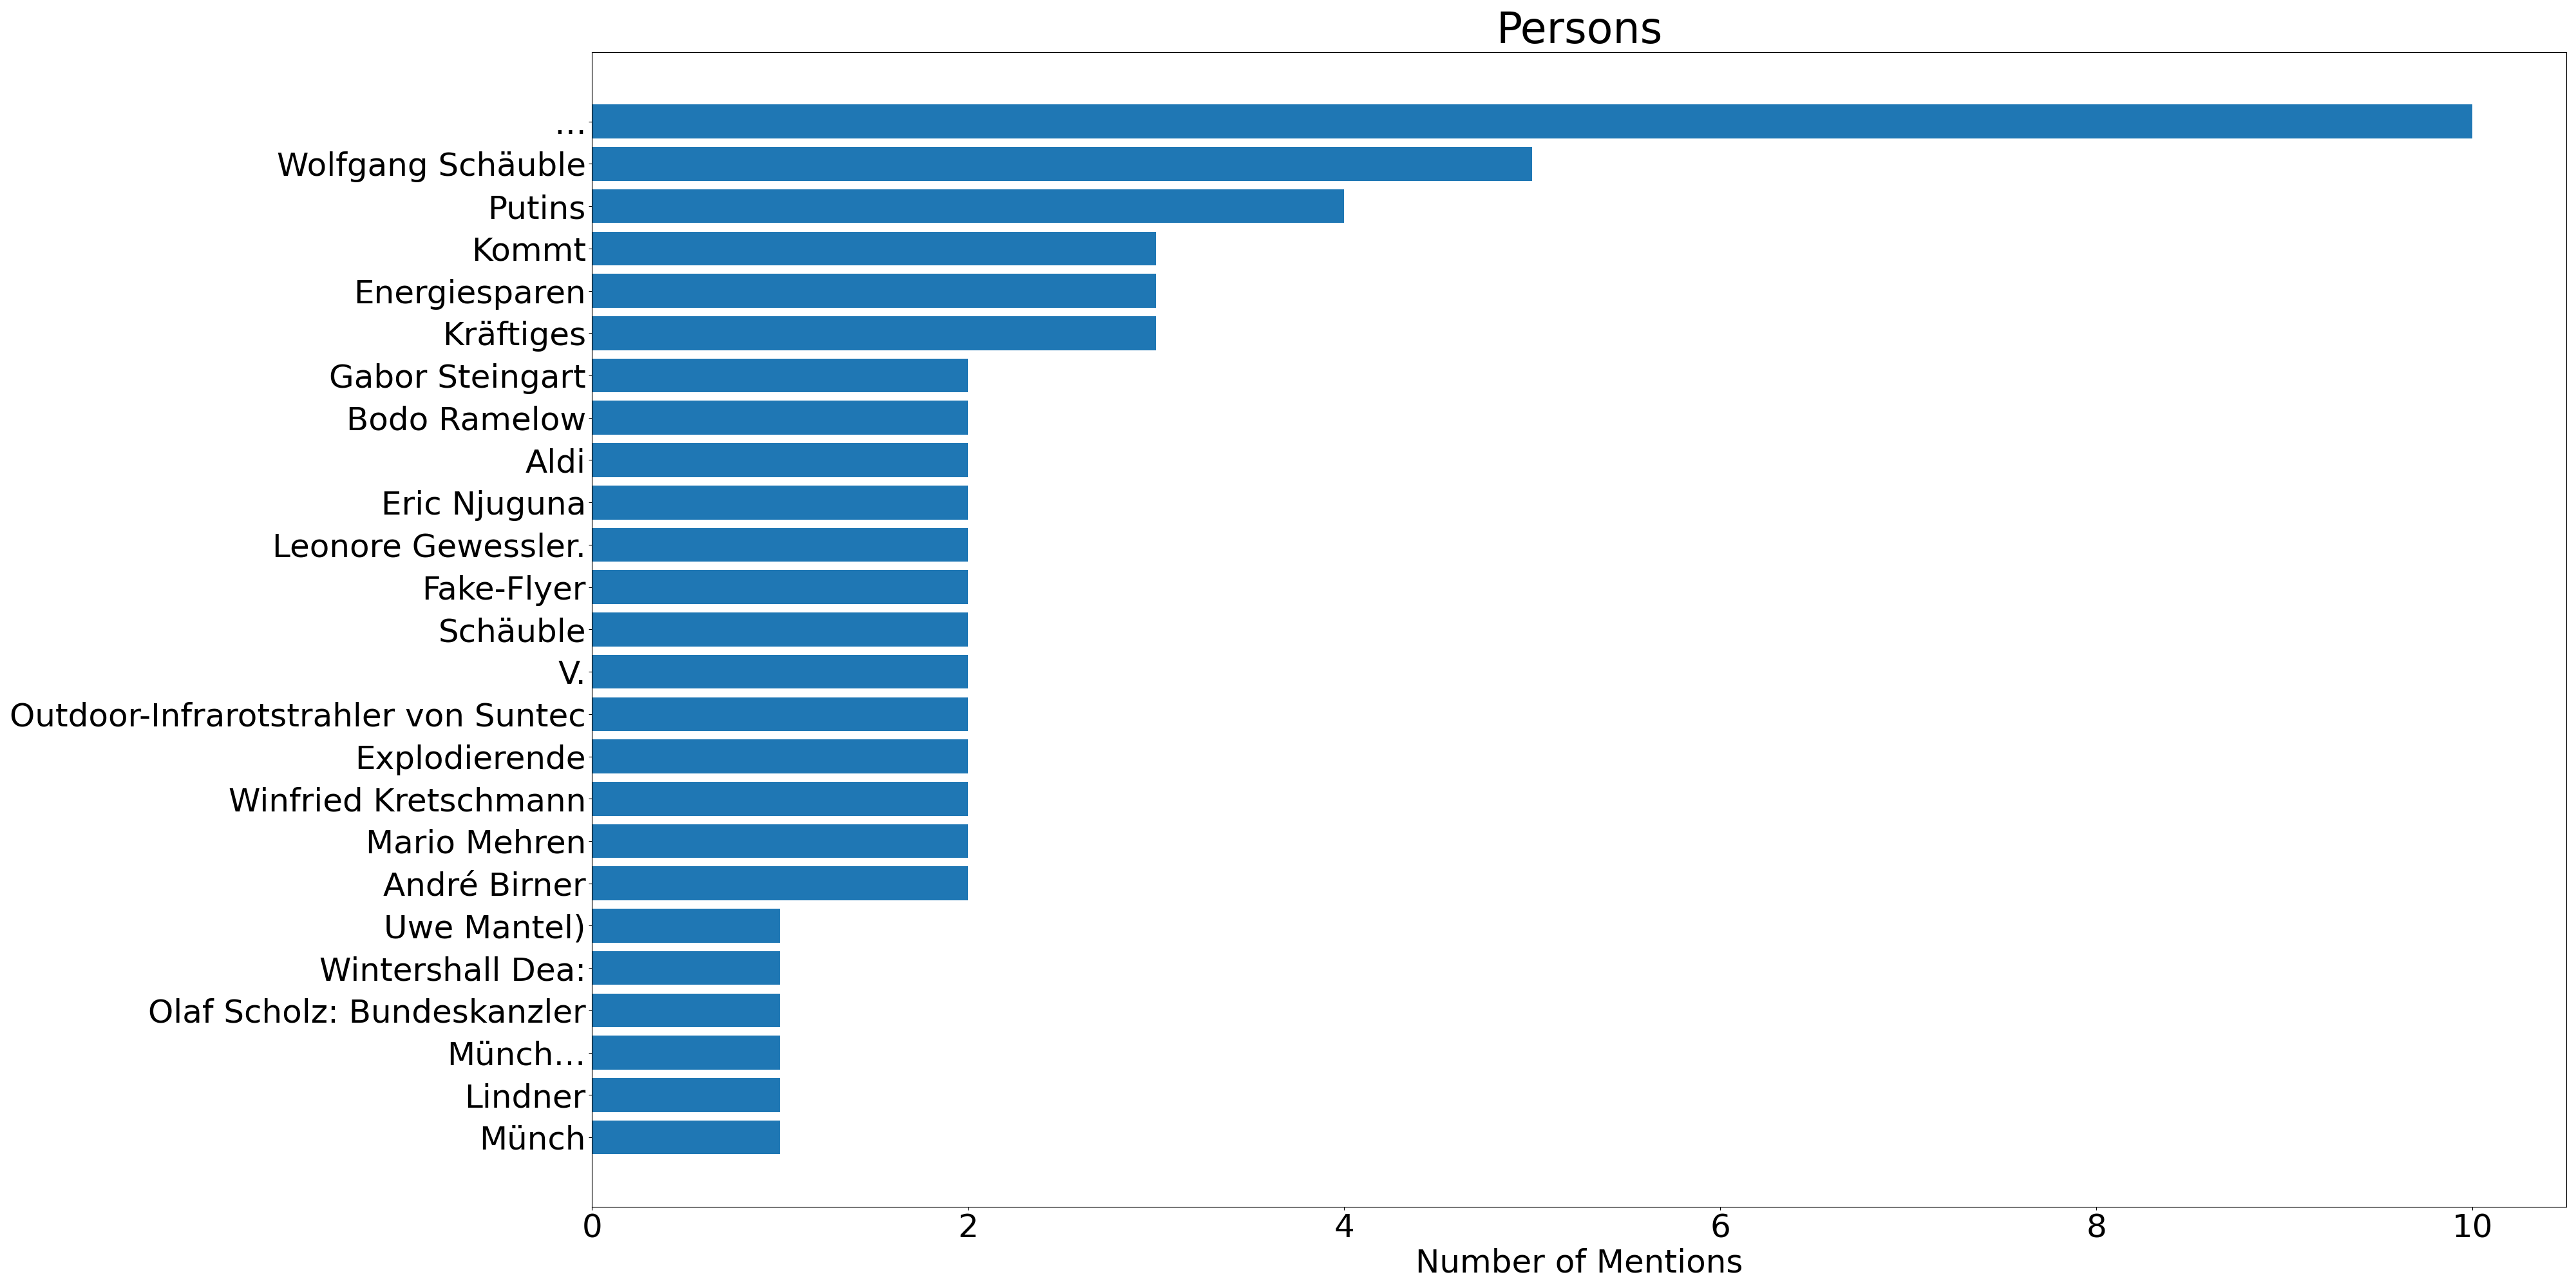 Persons
...
Wolfgang Schäuble
Putins
Kommt
Energiesparen
Kräftiges
Gabor Steingart
Bodo Ramelow
Aldi
Eric Njuguna
Leonore Gewessler.
Fake-Flyer
Schäuble
V.
Outdoor-Infrarotstrahler von Suntec
Explodierende
Winfried Kretschmann
Mario Mehren
André Birner
Uwe Mantel)
Wintershall Dea:
Olaf Scholz: Bundeskanzler
Münch...
Lindner
Münch
0 2 4 6 8 10
Number of Mentions